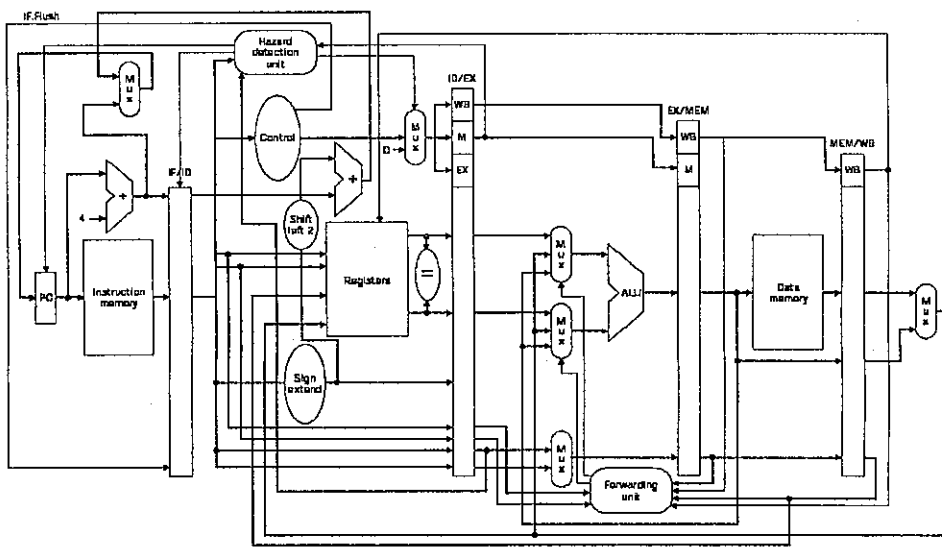 IF.Flush
Hazard
detection
unit
ID/EX
M
u
x
WB
EX/MEM
Control
M
u
x
M
WB
MEM/WB
0
EX
M
WB
IF/ID
+
+
4
Shift
left 2
Registers
=
M
u
x
ALU
PC
Instruction
memory
Data
memory
M
u
x
M
u
x
Sign
extend
M
u
x
Forwarding
unit